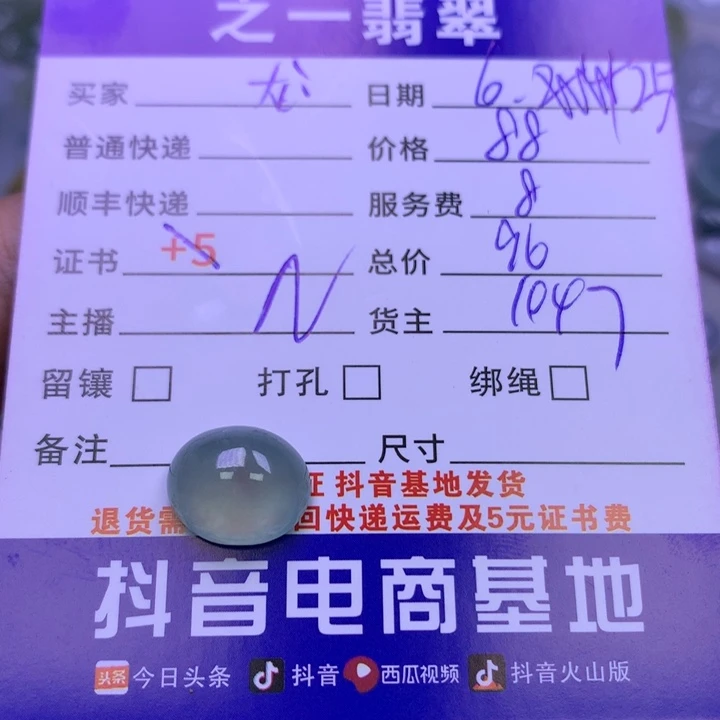 之一翡翠
买家 日期 6. 25
普通快递 价格 88
顺丰快递 服务费 8
证书 +5 总价 96
主播 N 货主 1047
留镶 打孔 绑绳
备注 尺寸
证 抖音基地发货
退货需 回快递运费及5元证书费
抖音电商基地
头条 今日头条 抖音 西瓜视频 抖音火山版